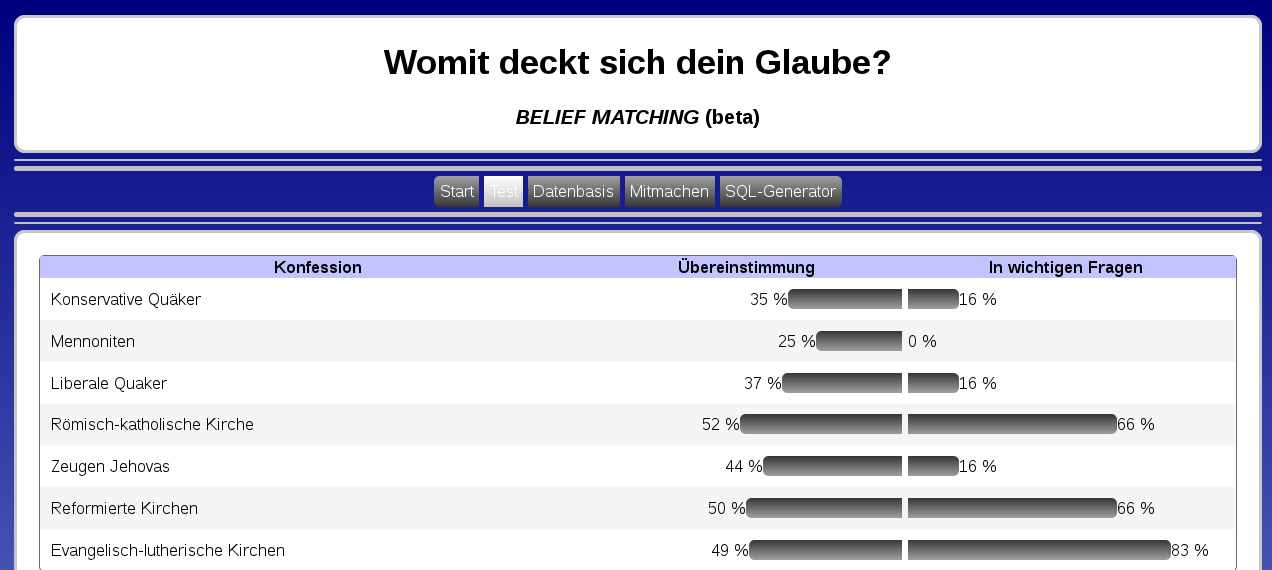 Womit deckt sich dein Glaube?
BELIEF MATCHING (beta)
Start Test Datenbasis Mitmachen SQL-Generator
Konfession Übereinstimmung In wichtigen Fragen
Konservative Quäker 35 % 16 %
Mennoniten 25 % 0 %
Liberale Quaker 37 % 16 %
Römisch-katholische Kirche 52 % 66 %
Zeugen Jehovas 44 % 16 %
Reformierte Kirchen 50 % 66 %
Evangelisch-lutherische Kirchen 49 % 83 %